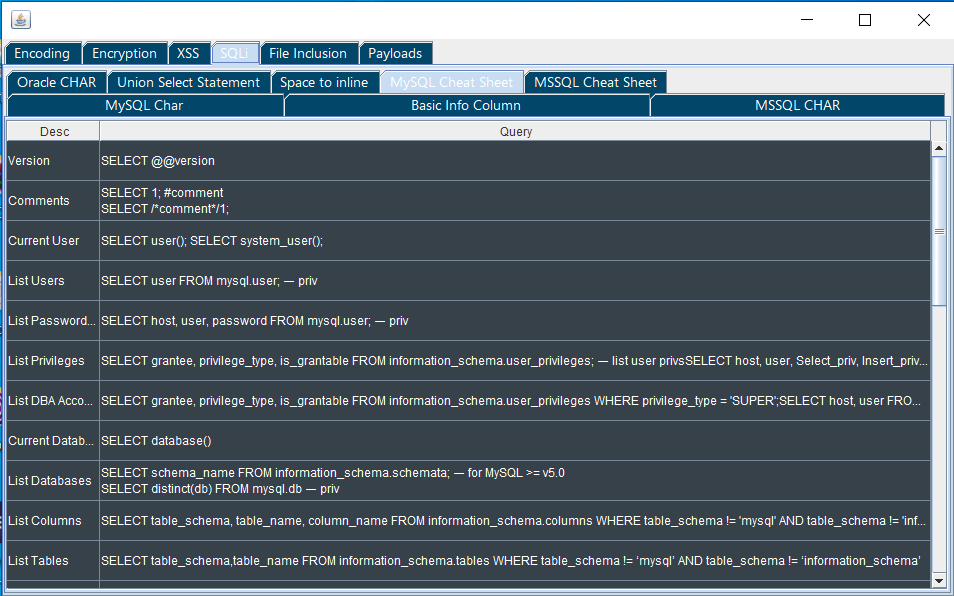 Encoding Encryption XSS SQLi File Inclusion Payloads
Oracle CHAR Union Select Statement Space to inline MySQL Cheat Sheet MSSQL Cheat Sheet
MySQL Char Basic Info Column MSSQL CHAR
Desc Query
Version SELECT @@version
Comments
SELECT 1; #comment
SELECT /*comment*/1;
Current User SELECT user(); SELECT system_user();
List Users SELECT user FROM mysql.user; — priv
List Password... SELECT host, user, password FROM mysql.user; — priv
List Privileges SELECT grantee, privilege_type, is_grantable FROM information_schema.user_privileges; — list user privsSELECT host, user, Select_priv, Insert_priv...
List DBA Acco... SELECT grantee, privilege_type, is_grantable FROM information_schema.user_privileges WHERE privilege_type = 'SUPER';SELECT host, user FRO...
Current Datab... SELECT database()
List Databases
SELECT schema_name FROM information_schema.schemata; — for MySQL >= v5.0
SELECT distinct(db) FROM mysql.db — priv
List Columns SELECT table_schema, table_name, column_name FROM information_schema.columns WHERE table_schema != 'mysql' AND table_schema != 'inf...
List Tables SELECT table_schema,table_name FROM information_schema.tables WHERE table_schema != ‘mysql’ AND table_schema != ‘information_schema’